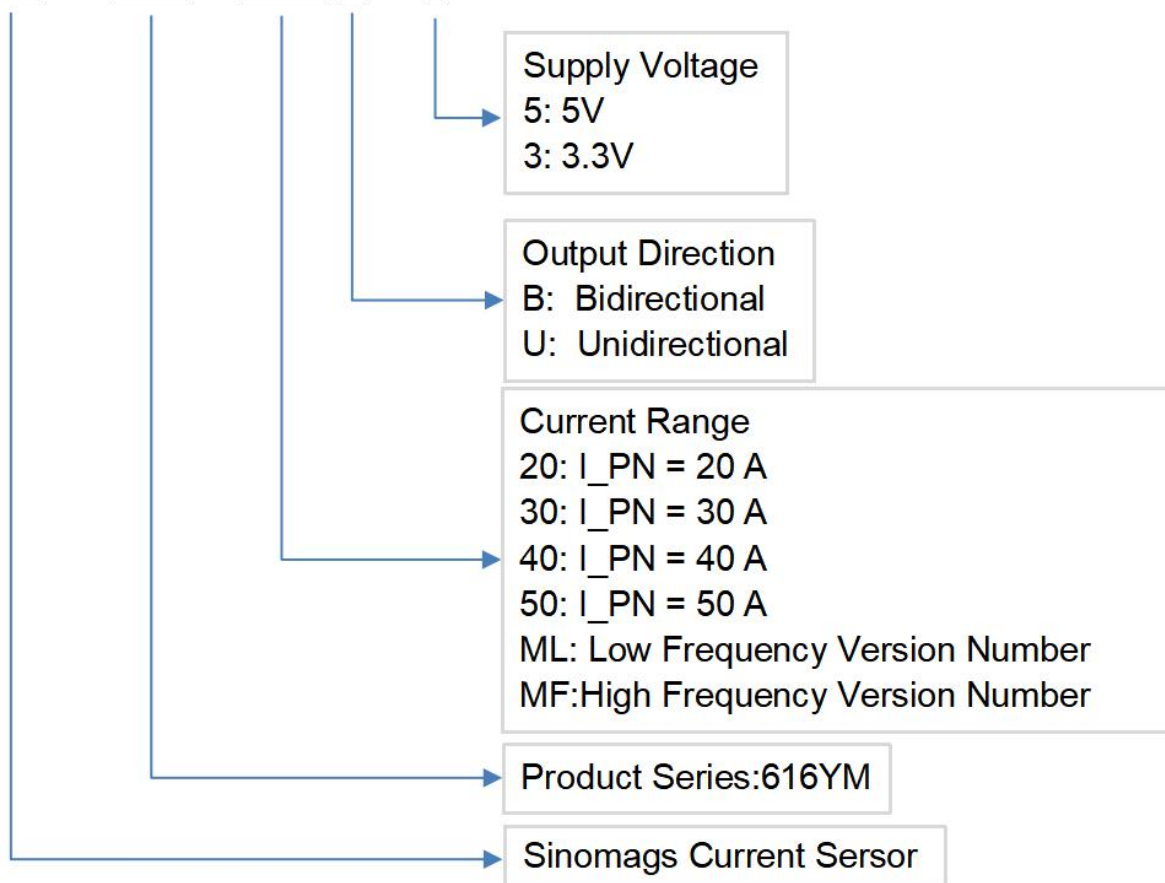 Supply Voltage
5: 5V
3: 3.3V
Output Direction
B: Bidirectional
U: Unidirectional
Current Range
20: I_PN = 20 A
30: I_PN = 30 A
40: I_PN = 40 A
50: I_PN = 50 A
ML: Low Frequency Version Number
MF:High Frequency Version Number
Product Series:616YM
Sinomags Current Sersor